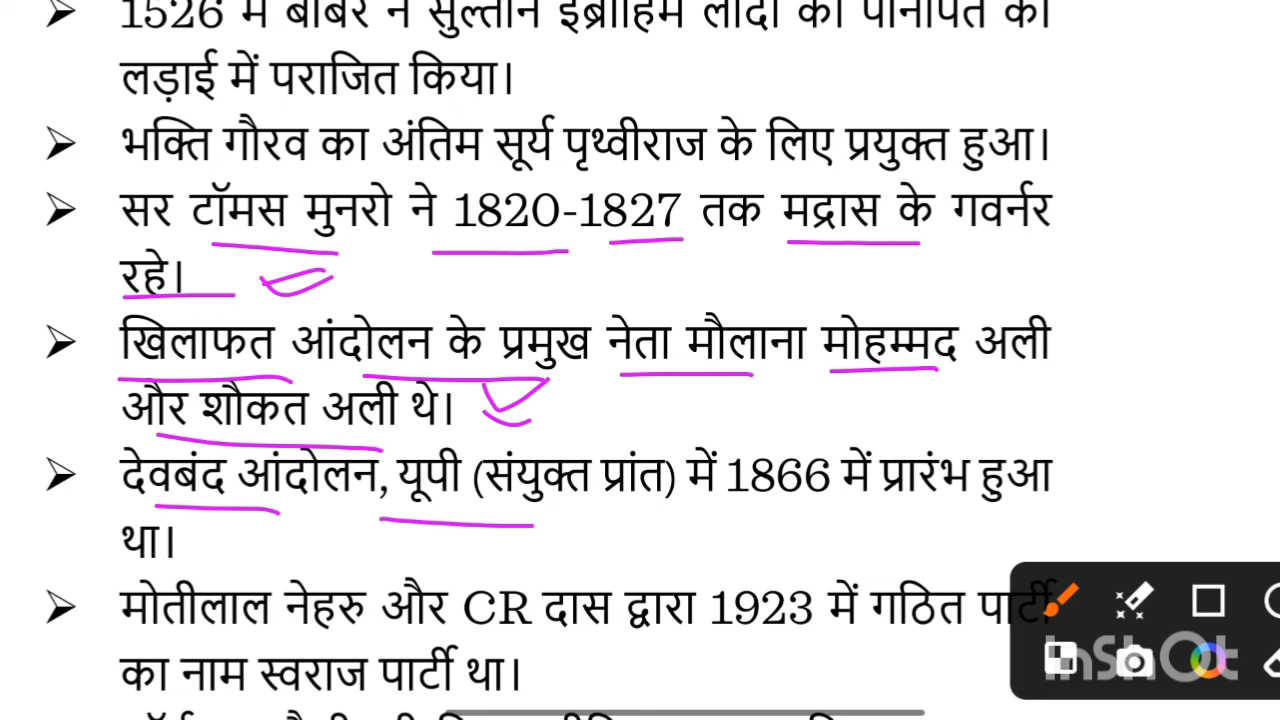 ➢ 1526 में बाबर ने सुल्तान इब्राहिम लोदी को पानीपत की
लड़ाई में पराजित किया।
➢ भक्ति गौरव का अंतिम सूर्य पृथ्वीराज के लिए प्रयुक्त हुआ।
➢ सर टॉमस मुनरो ने 1820-1827 तक मद्रास के गवर्नर
रहे।
➢ खिलाफत आंदोलन के प्रमुख नेता मौलाना मोहम्मद अली
और शौकत अली थे।
➢ देवबंद आंदोलन, यूपी (संयुक्त प्रांत) में 1866 में प्रारंभ हुआ
था।
➢ मोतीलाल नेहरु और CR दास द्वारा 1923 में गठित पार्टी
का नाम स्वराज पार्टी था।
InShOt